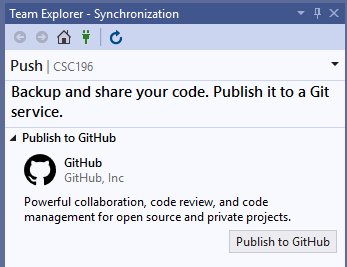 Team Explorer - Synchronization
Push | CSC196
Backup and share your code. Publish it to a Git
service.
Publish to GitHub
GitHub
GitHub, Inc
Powerful collaboration, code review, and code
management for open source and private projects.
Publish to GitHub